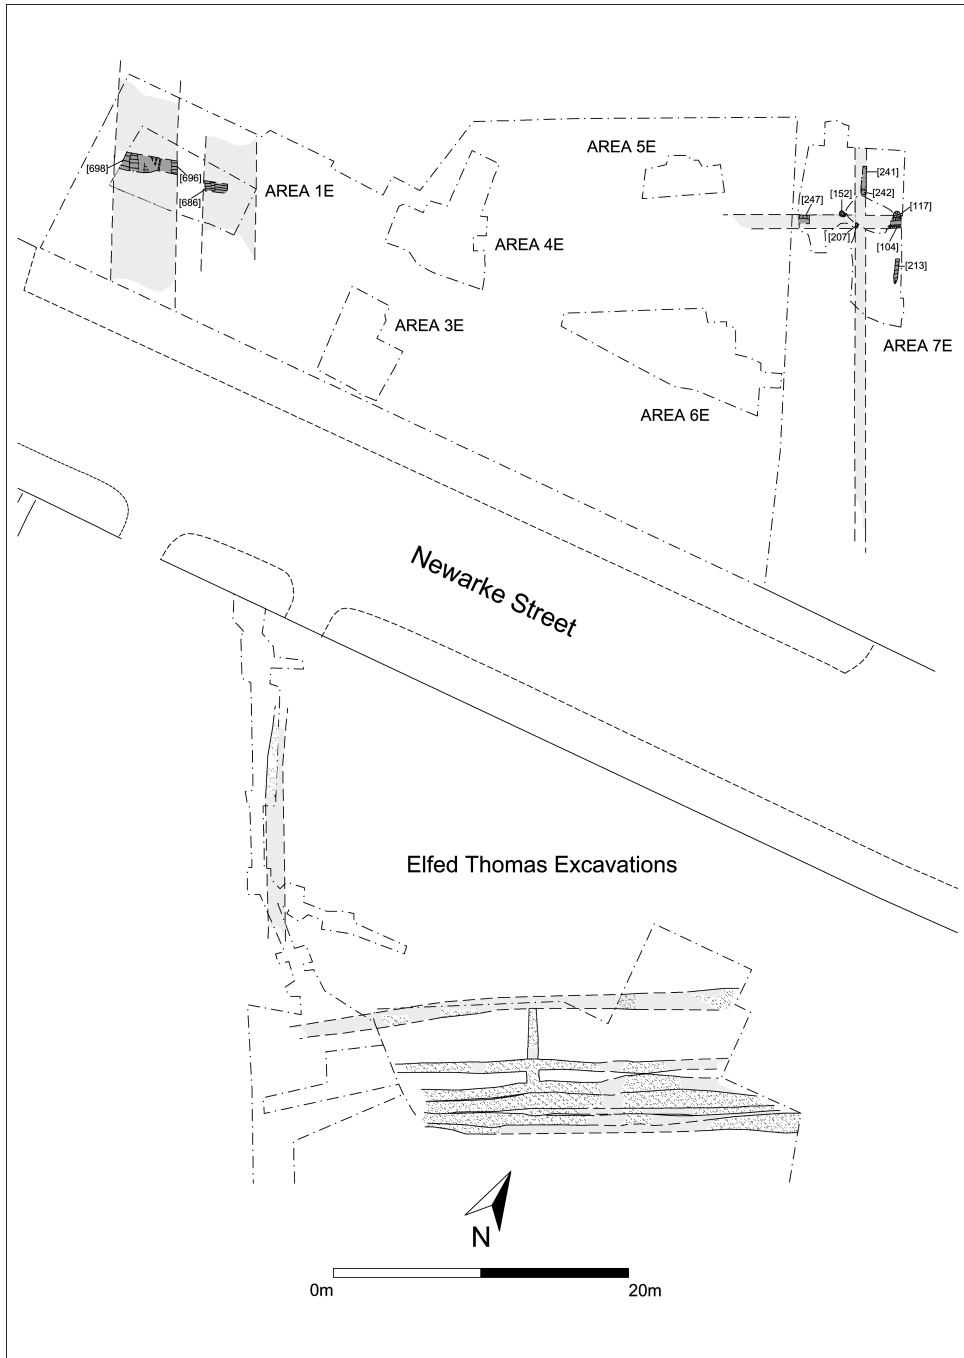 AREA 5E
[698]
[696]
[686]
AREA 1E
[241]
[242]
[152]
[247]
[117]
[207]
[104]
[213]
AREA 4E
AREA 3E
AREA 7E
AREA 6E
Newarke Street
Elfed Thomas Excavations
N
0m
20m